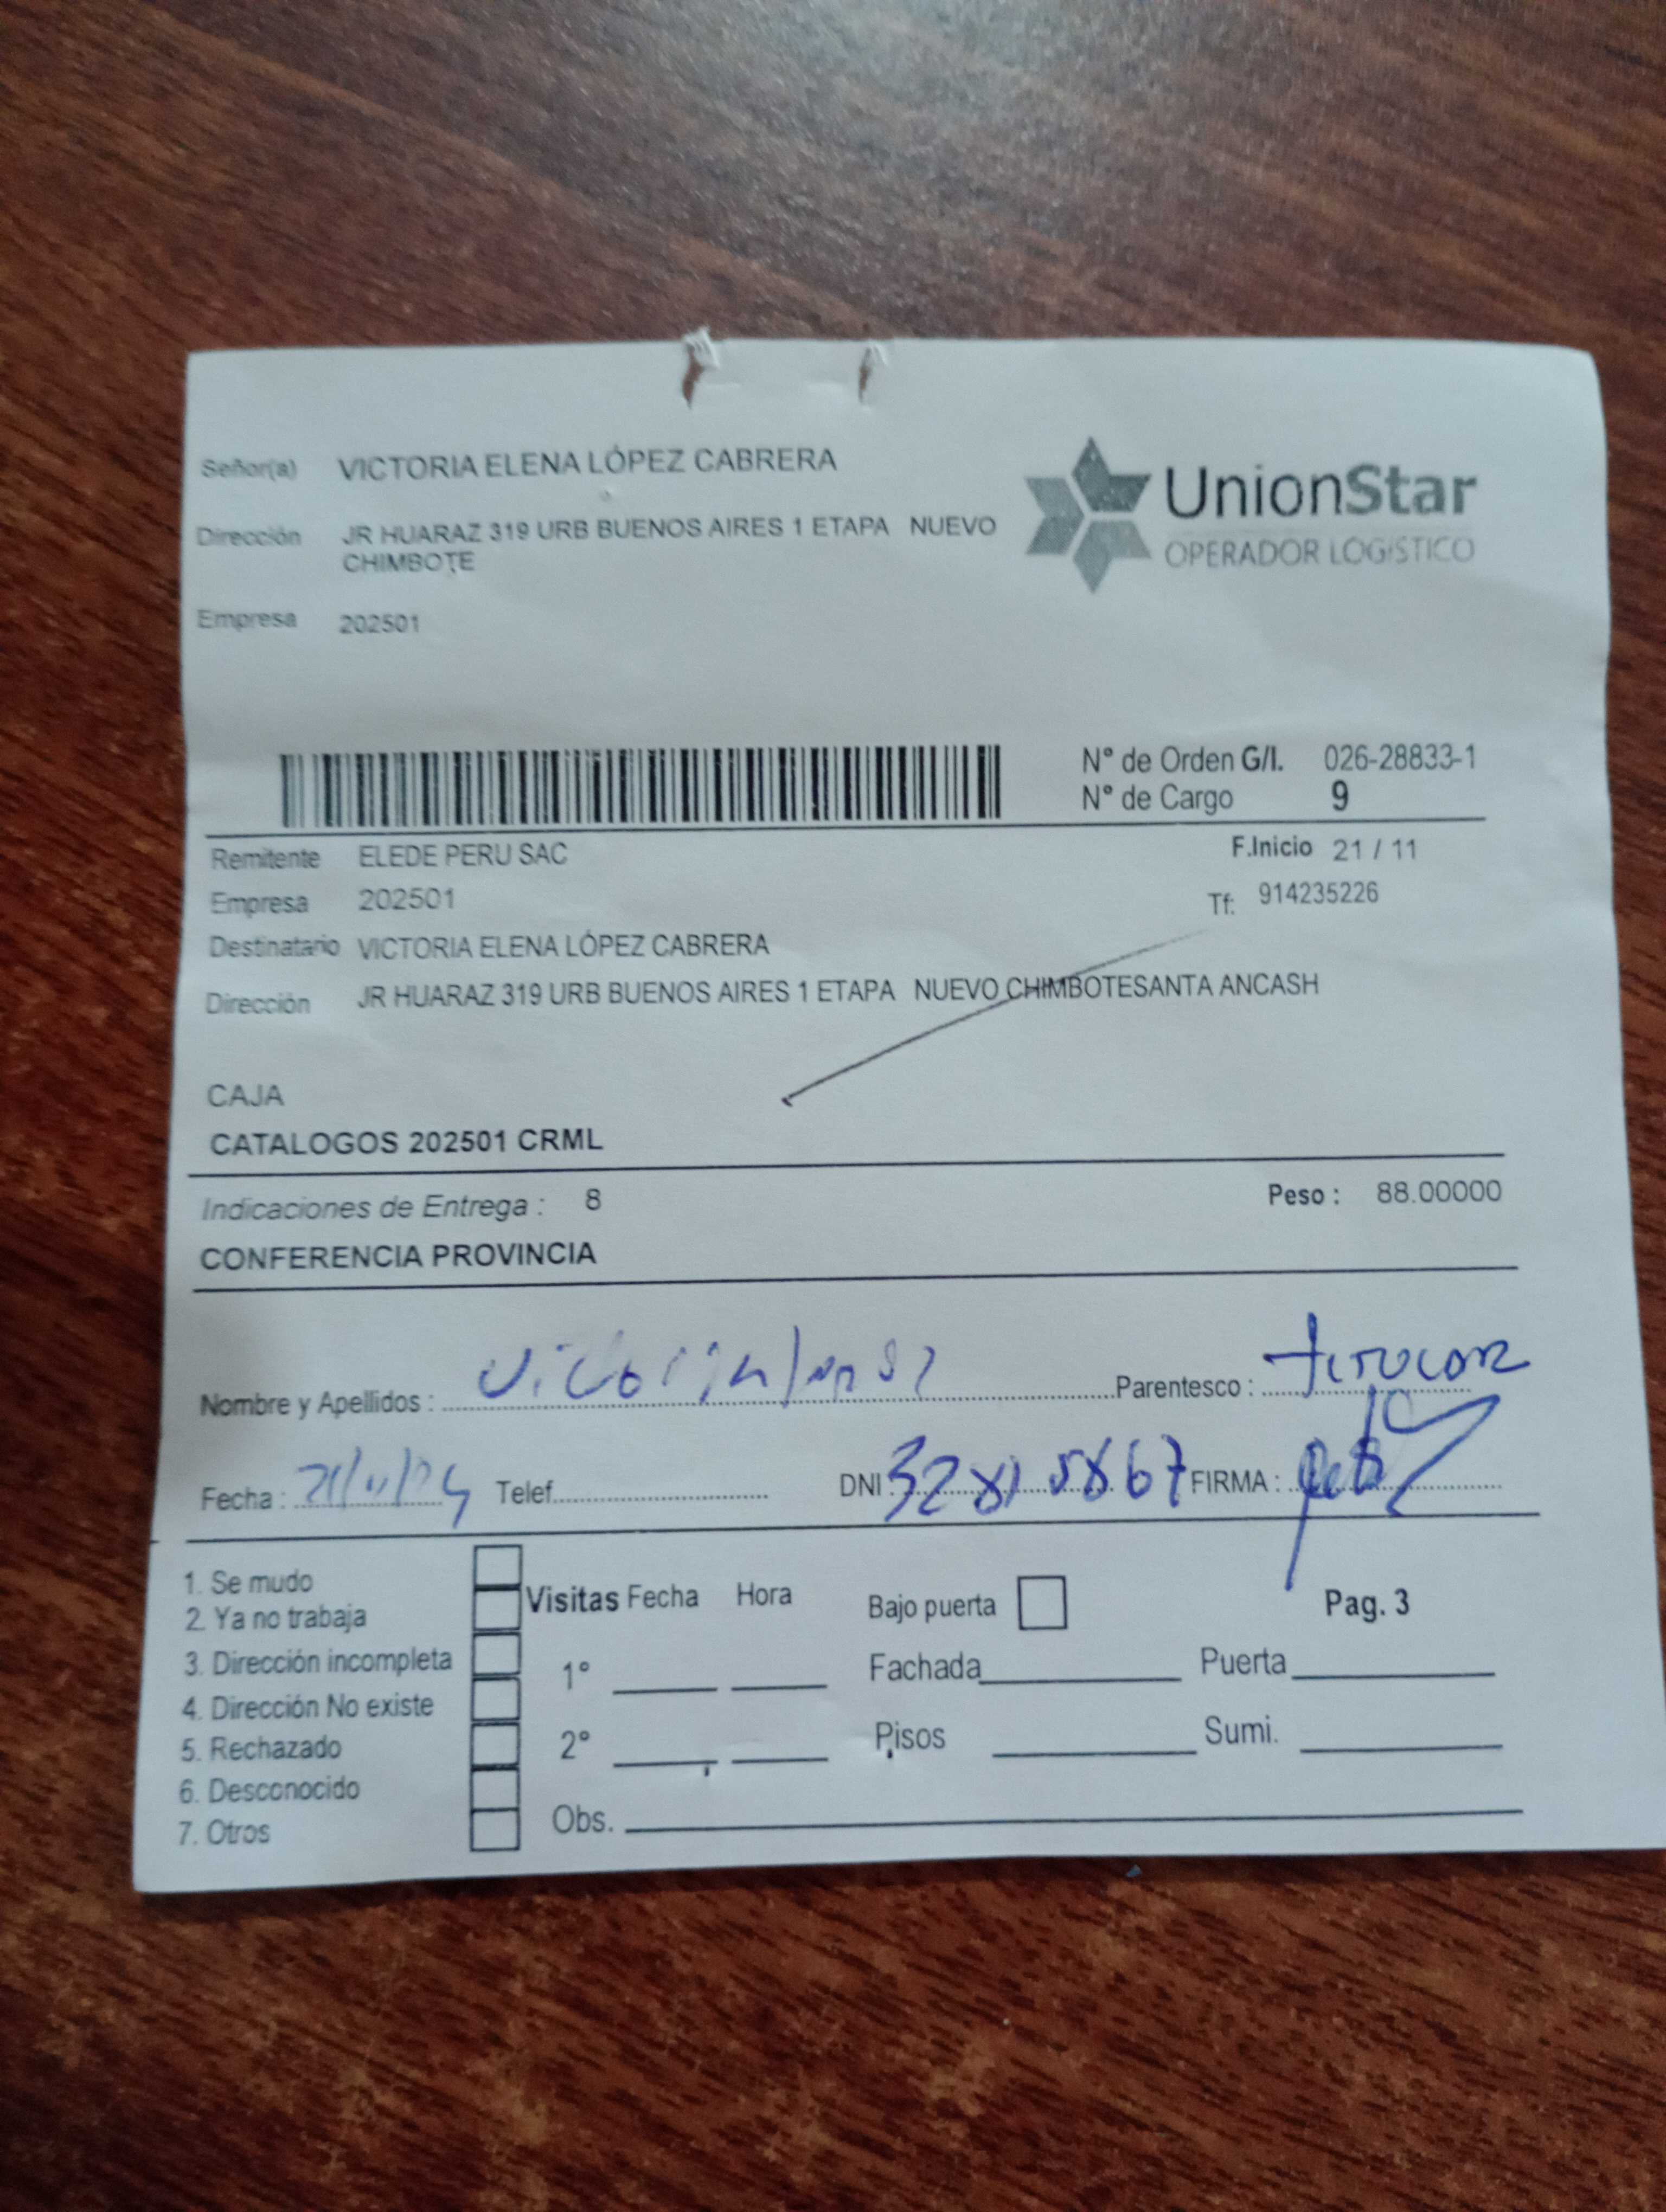 Señor(a) VICTORIA ELENA LÓPEZ CABRERA
UnionStar
OPERADOR LOGÍSTICO
Dirección JR HUARAZ 319 URB BUENOS AIRES 1 ETAPA NUEVO
CHIMBOTE
Empresa 202501
N° de Orden G/I. 026-28833-1
N° de Cargo 9
Remitente ELEDE PERU SAC F.Inicio 21 / 11
Empresa 202501 Tf: 914235226
Destinatario VICTORIA ELENA LÓPEZ CABRERA
Dirección JR HUARAZ 319 URB BUENOS AIRES 1 ETAPA NUEVO CHIMBOTESANTA ANCASH
CAJA
CATALOGOS 202501 CRML
Indicaciones de Entrega : 8 Peso : 88.00000
CONFERENCIA PROVINCIA
Nombre y Apellidos : Parentesco :
Fecha : Telef. DNI : FIRMA :
1. Se mudo
2. Ya no trabaja
3. Dirección incompleta
4. Dirección No existe
5. Rechazado
6. Desconocido
7. Otros
Visitas Fecha Hora
1°
2°
Obs.
Bajo puerta Pag. 3
Fachada Puerta
Pisos Sumi.